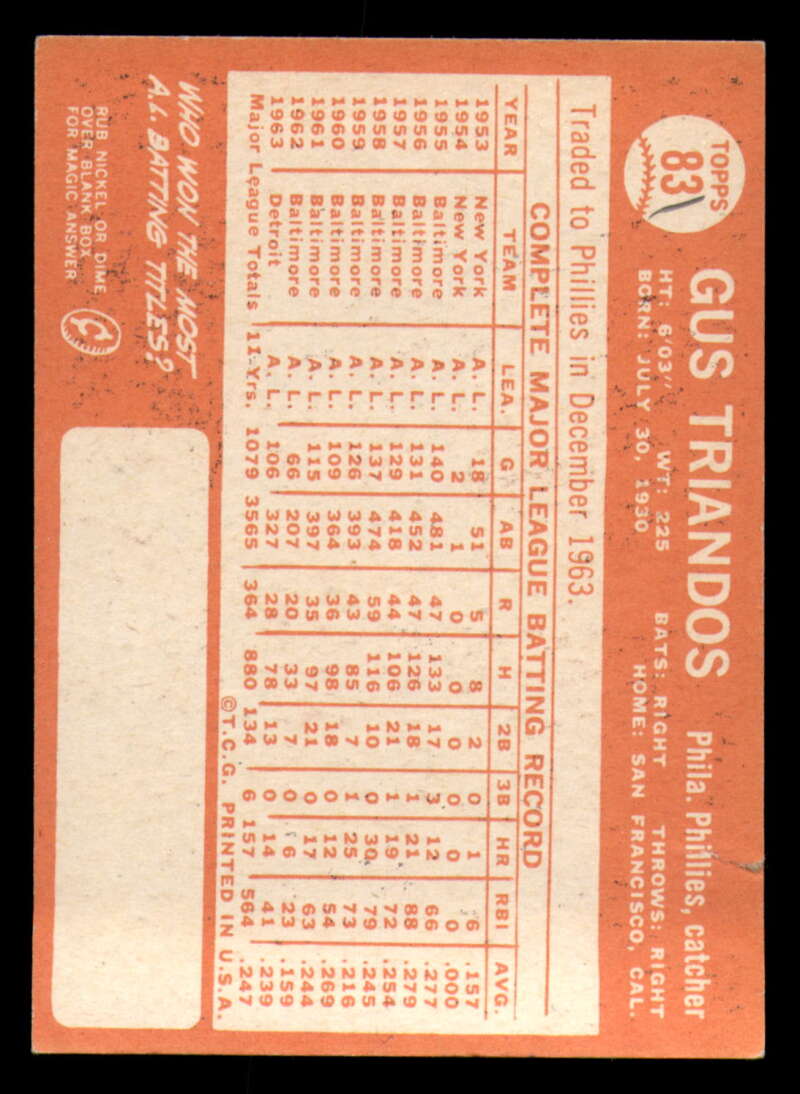 TOPPS
83
GUS TRIANDOS Phila. Phillies, catcher
HT: 6'03" WT: 225 BATS: RIGHT THROWS: RIGHT
BORN: JULY 30, 1930 HOME: SAN FRANCISCO, CAL.
Traded to Phillies in December 1963.
COMPLETE MAJOR LEAGUE BATTING RECORD
YEAR TEAM LEA. G AB R H 2B 3B HR RBI AVG.
1953 New York A. L. 18 51 5 8 2 0 1 6 .157
1954 New York A. L. 2 1 0 0 0 0 0 0 .000
1955 Baltimore A. L. 140 481 47 133 17 3 12 66 .277
1956 Baltimore A. L. 131 452 47 126 18 1 21 88 .279
1957 Baltimore A. L. 129 418 44 106 21 1 19 72 .254
1958 Baltimore A. L. 137 474 59 116 10 0 30 79 .245
1959 Baltimore A. L. 126 393 43 85 7 1 25 73 .216
1960 Baltimore A. L. 109 364 36 98 18 0 12 54 .269
1961 Baltimore A. L. 115 397 35 97 21 0 17 63 .244
1962 Baltimore A. L. 66 207 20 33 7 0 6 23 .159
1963 Detroit A. L. 106 327 28 78 13 0 14 41 .239
Major League Totals 11-Yrs. 1079 3565 364 880 134 6 157 564 .247
©T.C.G. PRINTED IN U.S.A.
WHO WON THE MOST
A.L. BATTING TITLES?
RUB NICKEL OR DIME
OVER BLANK BOX
FOR MAGIC ANSWER